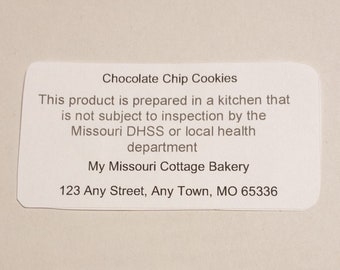 Chocolate Chip Cookies
This product is prepared in a kitchen that
is not subject to inspection by the
Missouri DHSS or local health
department
My Missouri Cottage Bakery
123 Any Street, Any Town, MO 65336